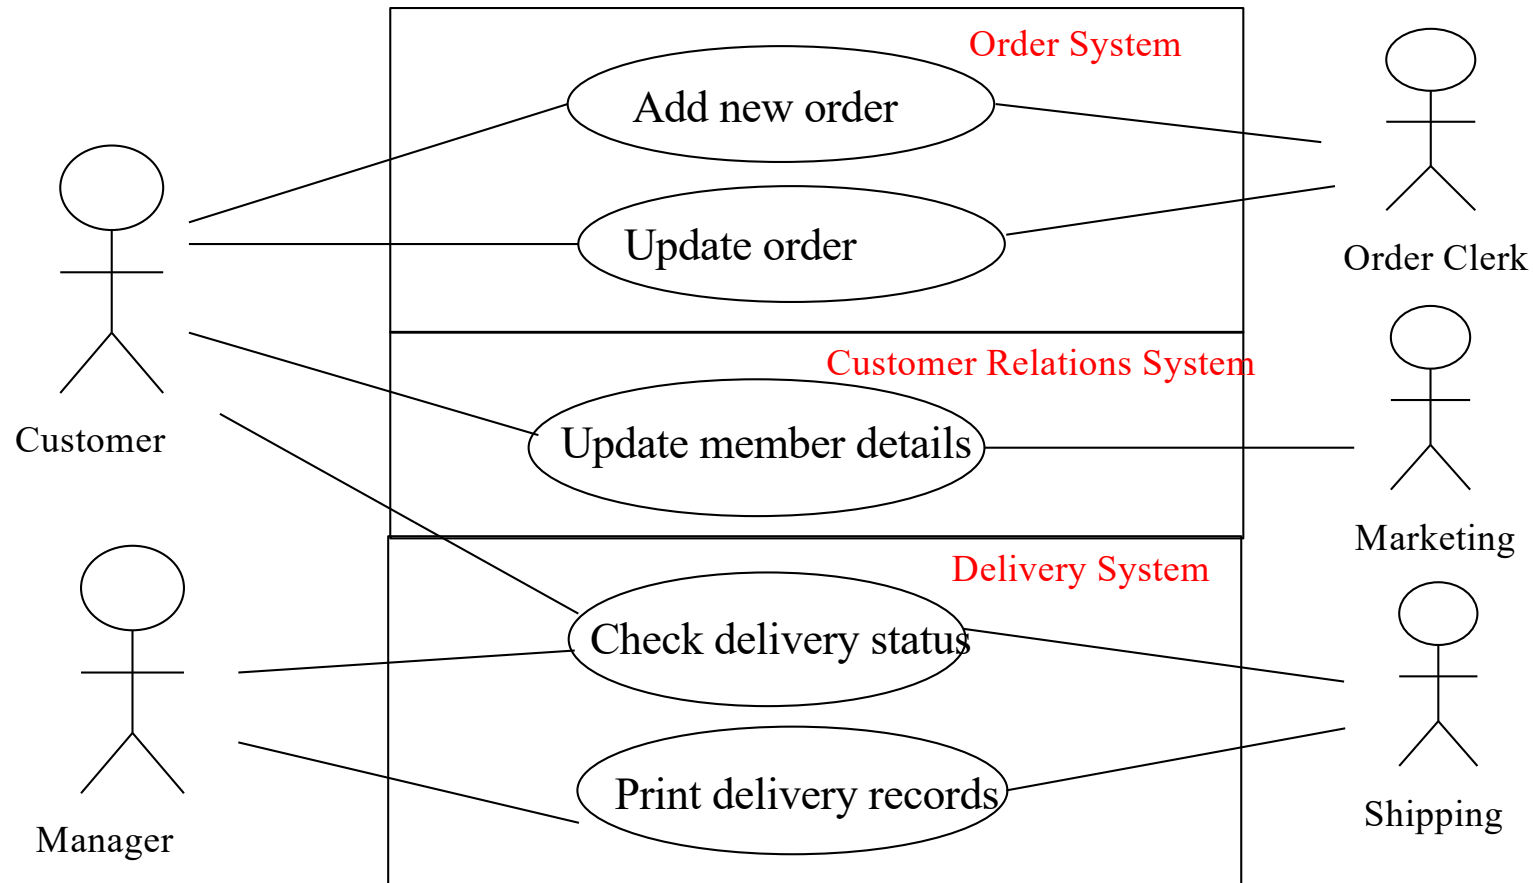 Order System
Add new order
Update order
Order Clerk
Customer Relations System
Customer
Update member details
Marketing
Delivery System
Check delivery status
Print delivery records
Shipping
Manager